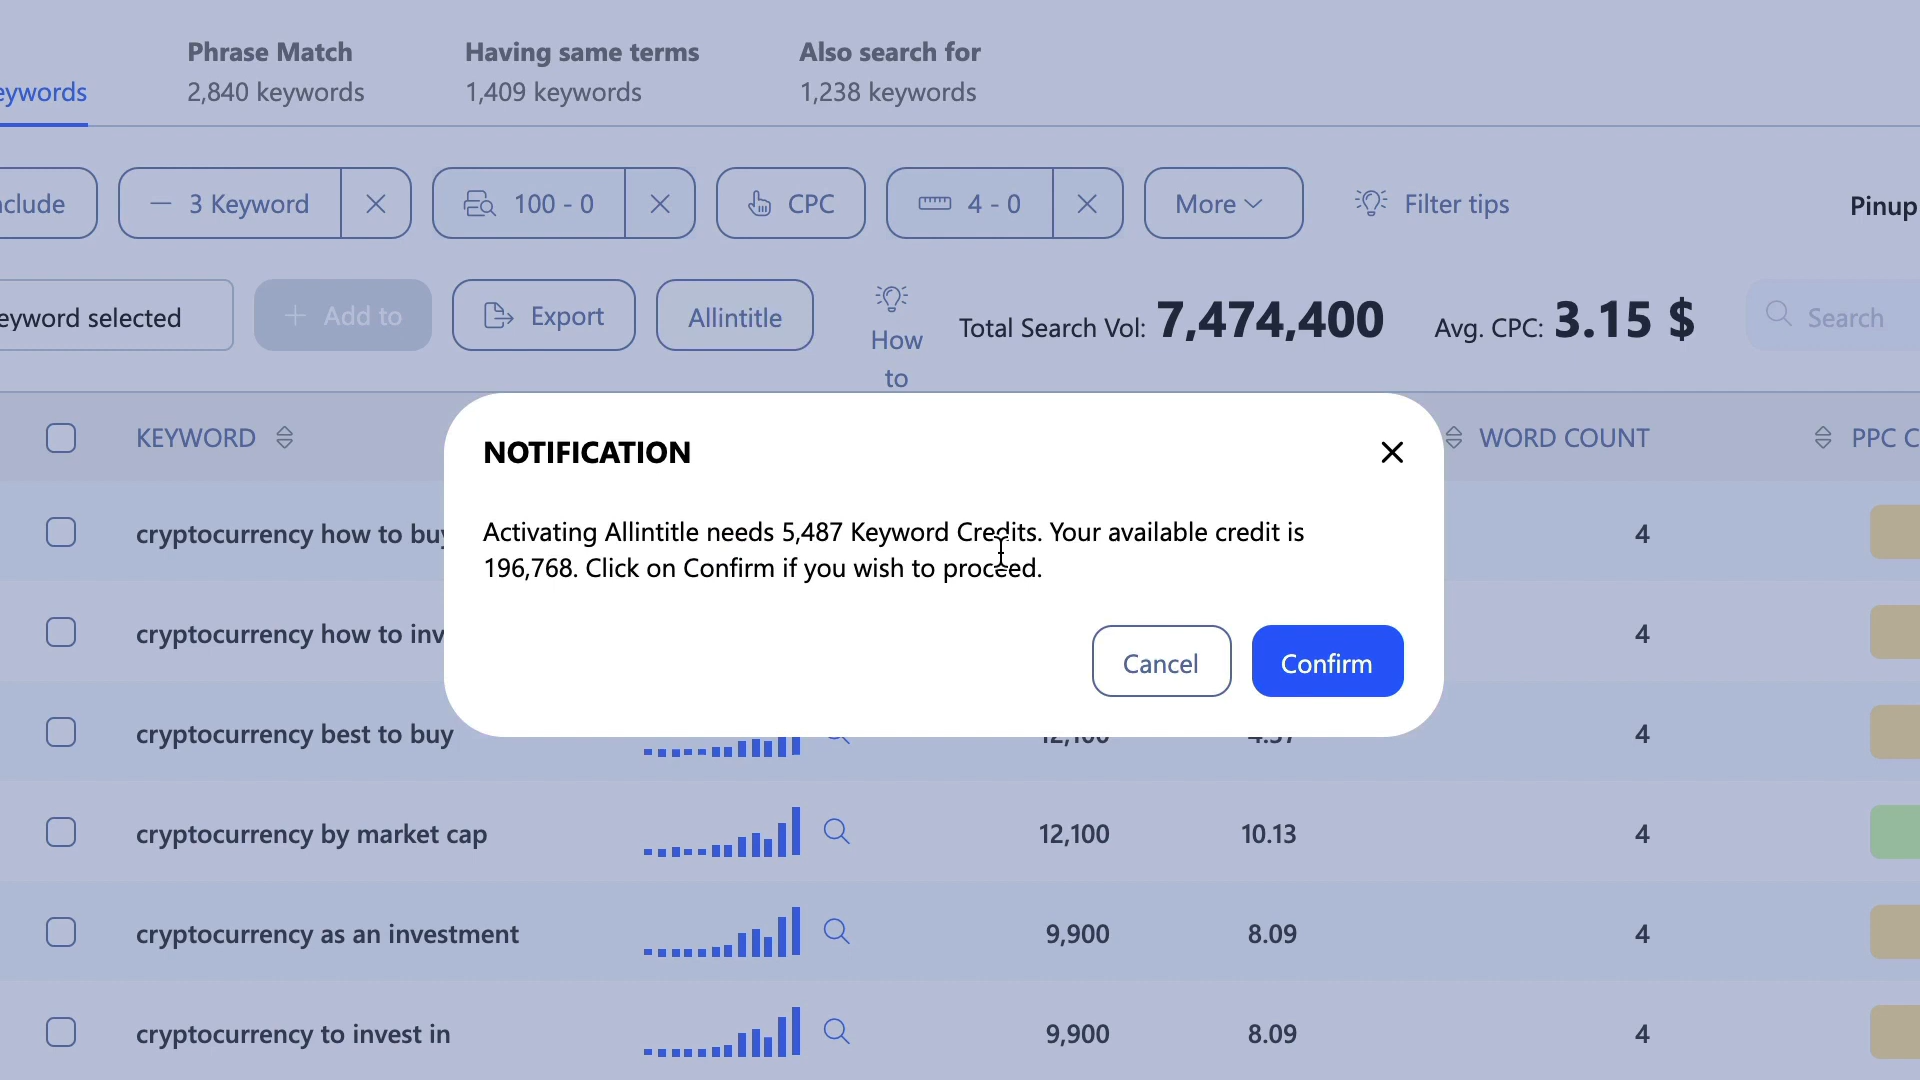 Phrase Match
2,840 keywords
Having same terms
1,409 keywords
Also search for
1,238 keywords
3 Keyword
100 - 0
CPC
4 - 0
More
Filter tips
Pinup
keyword selected
Add to
Export
Allintitle
How
to
Total Search Vol: 7,474,400
Avg. CPC: 3.15 $
Search
KEYWORD
WORD COUNT
PPC
NOTIFICATION
Activating Allintitle needs 5,487 Keyword Credits. Your available credit is
196,768. Click on Confirm if you wish to proceed.
Cancel
Confirm
cryptocurrency how to buy
4
cryptocurrency how to
4
cryptocurrency best to buy
4
cryptocurrency by market cap
12,100
10.13
4
cryptocurrency as an investment
9,900
8.09
4
cryptocurrency to invest in
9,900
8.09
4